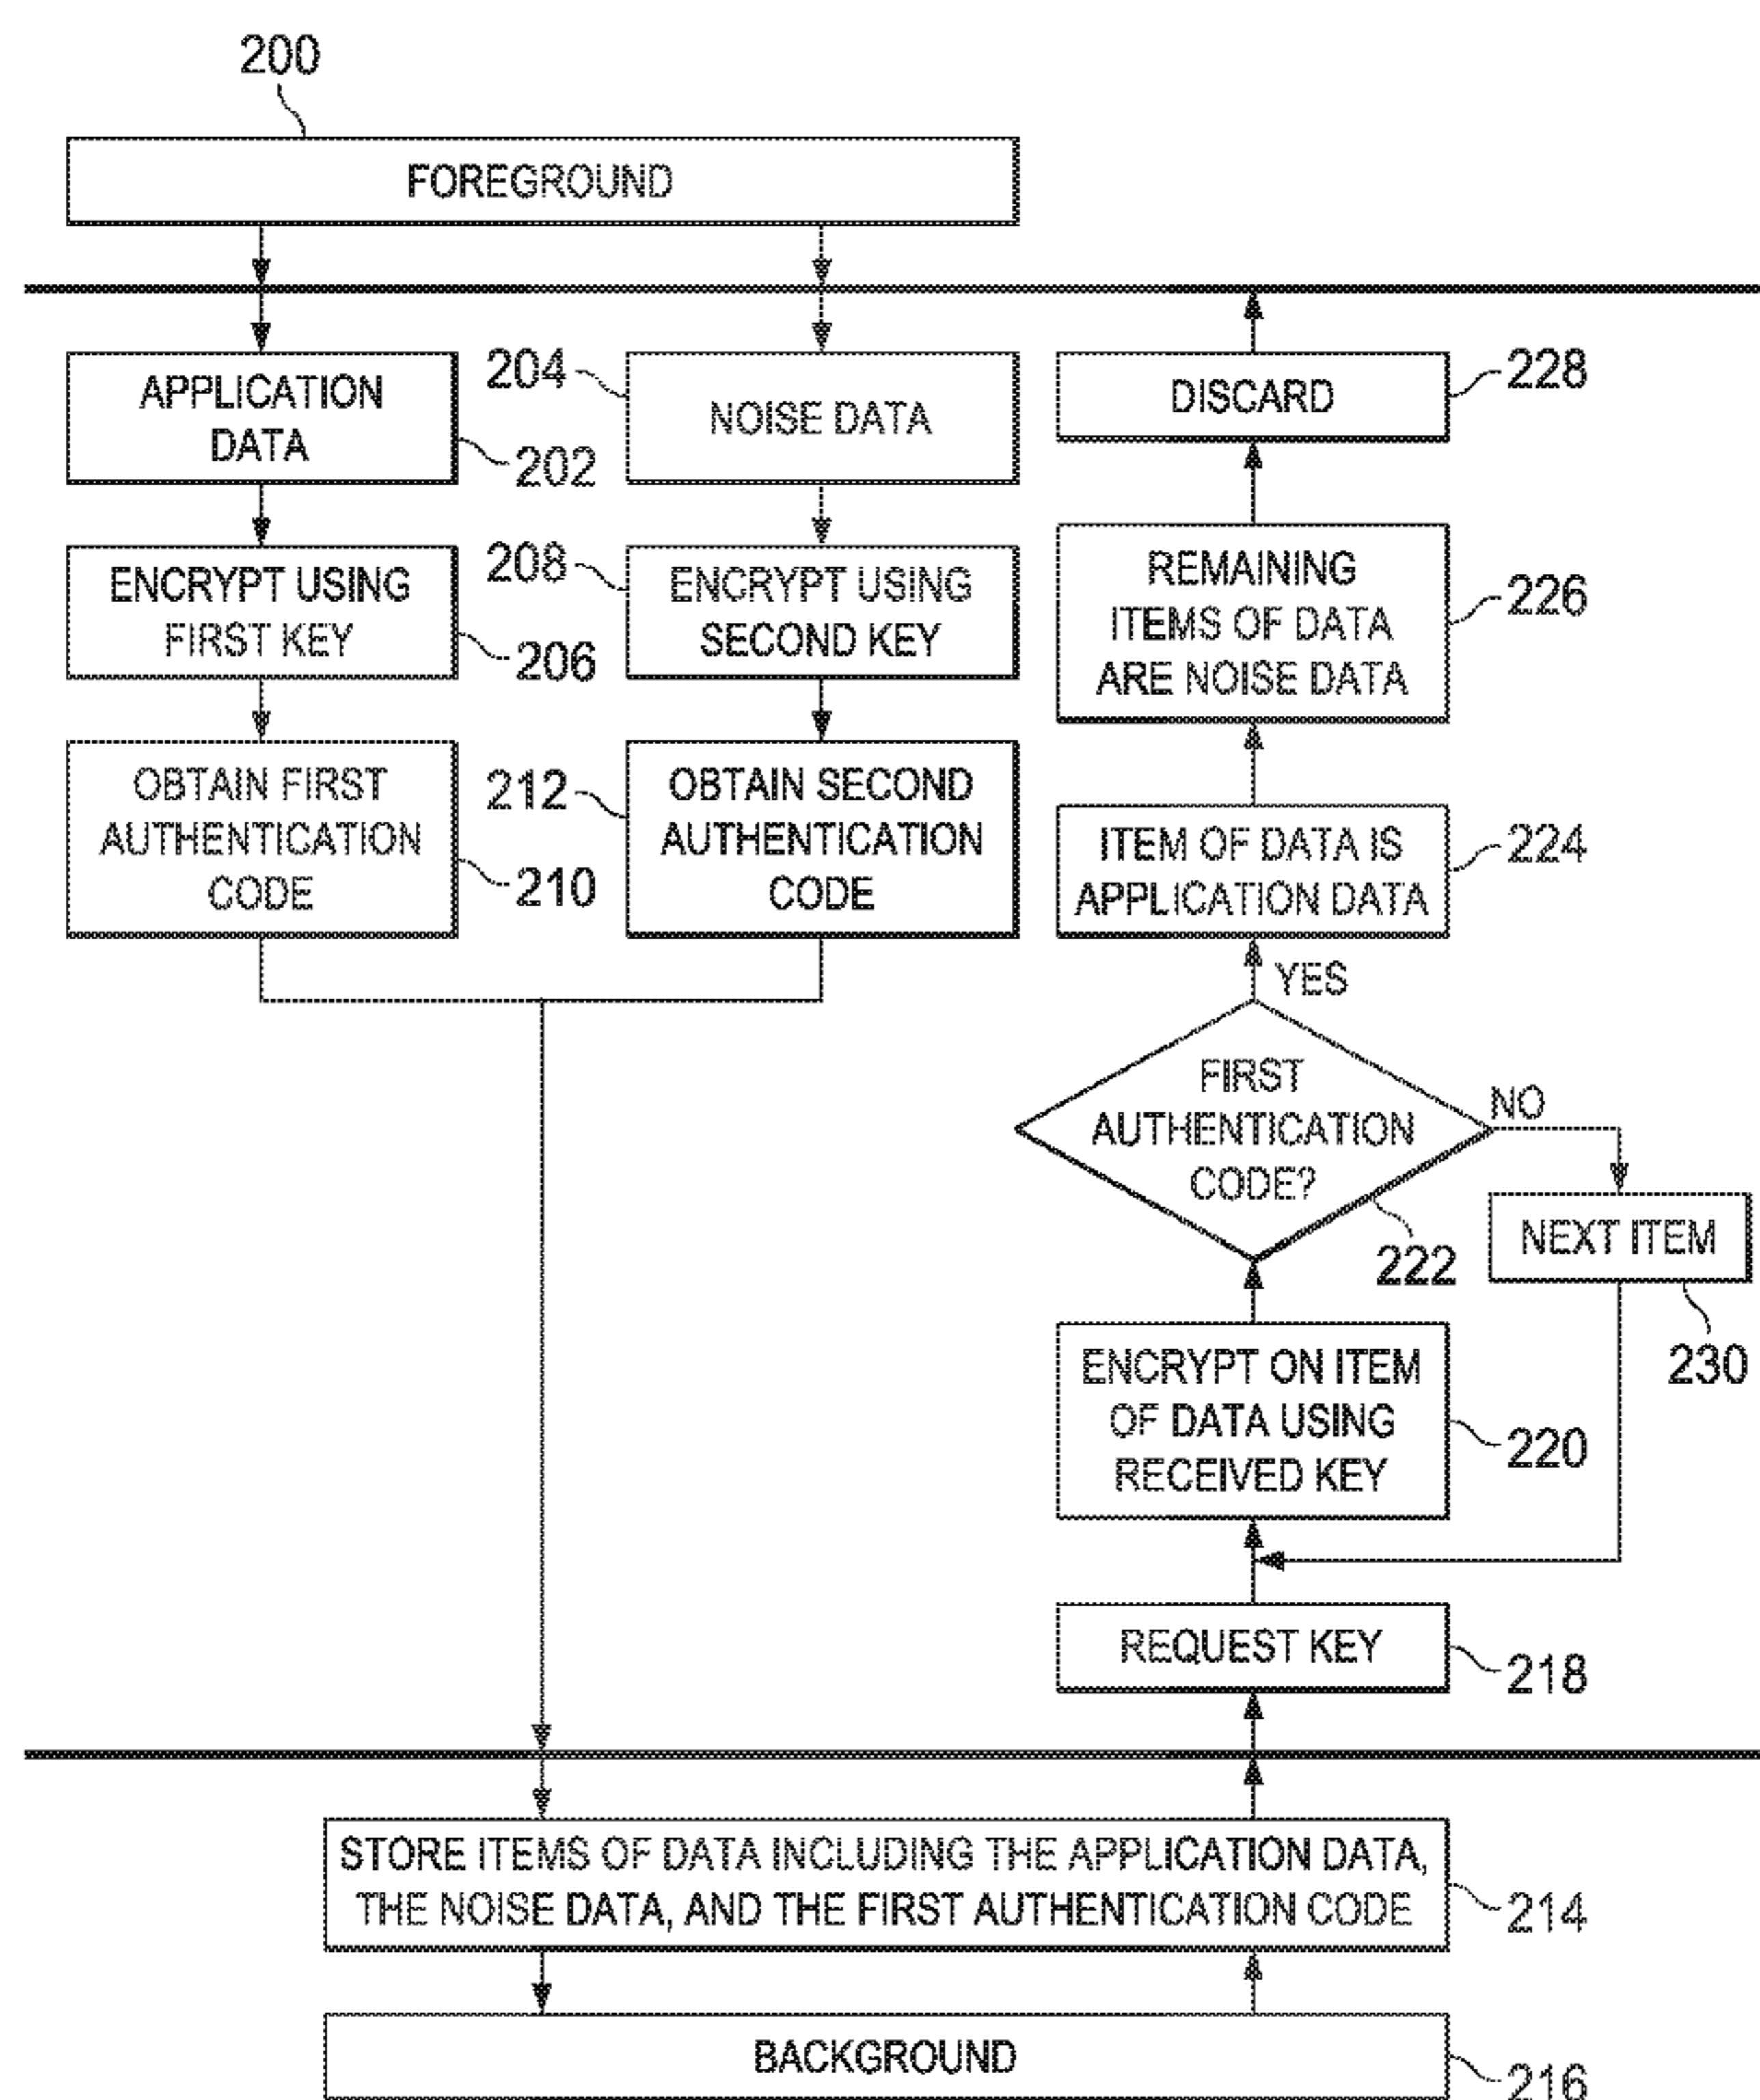 200
FOREGROUND
APPLICATION
DATA
202
204
NOISE DATA
DISCARD
228
ENCRYPT USING
FIRST KEY
206
208
ENCRYPT USING
SECOND KEY
REMAINING
ITEMS OF DATA
ARE NOISE DATA
226
OBTAIN FIRST
AUTHENTICATION
CODE
210
212
OBTAIN SECOND
AUTHENTICATION
CODE
ITEM OF DATA IS
APPLICATION DATA
224
YES
FIRST
AUTHENTICATION
CODE?
NO
222
NEXT ITEM
230
ENCRYPT ON ITEM
OF DATA USING
RECEIVED KEY
220
REQUEST KEY
218
STORE ITEMS OF DATA INCLUDING THE APPLICATION DATA,
THE NOISE DATA, AND THE FIRST AUTHENTICATION CODE
214
BACKGROUND
216